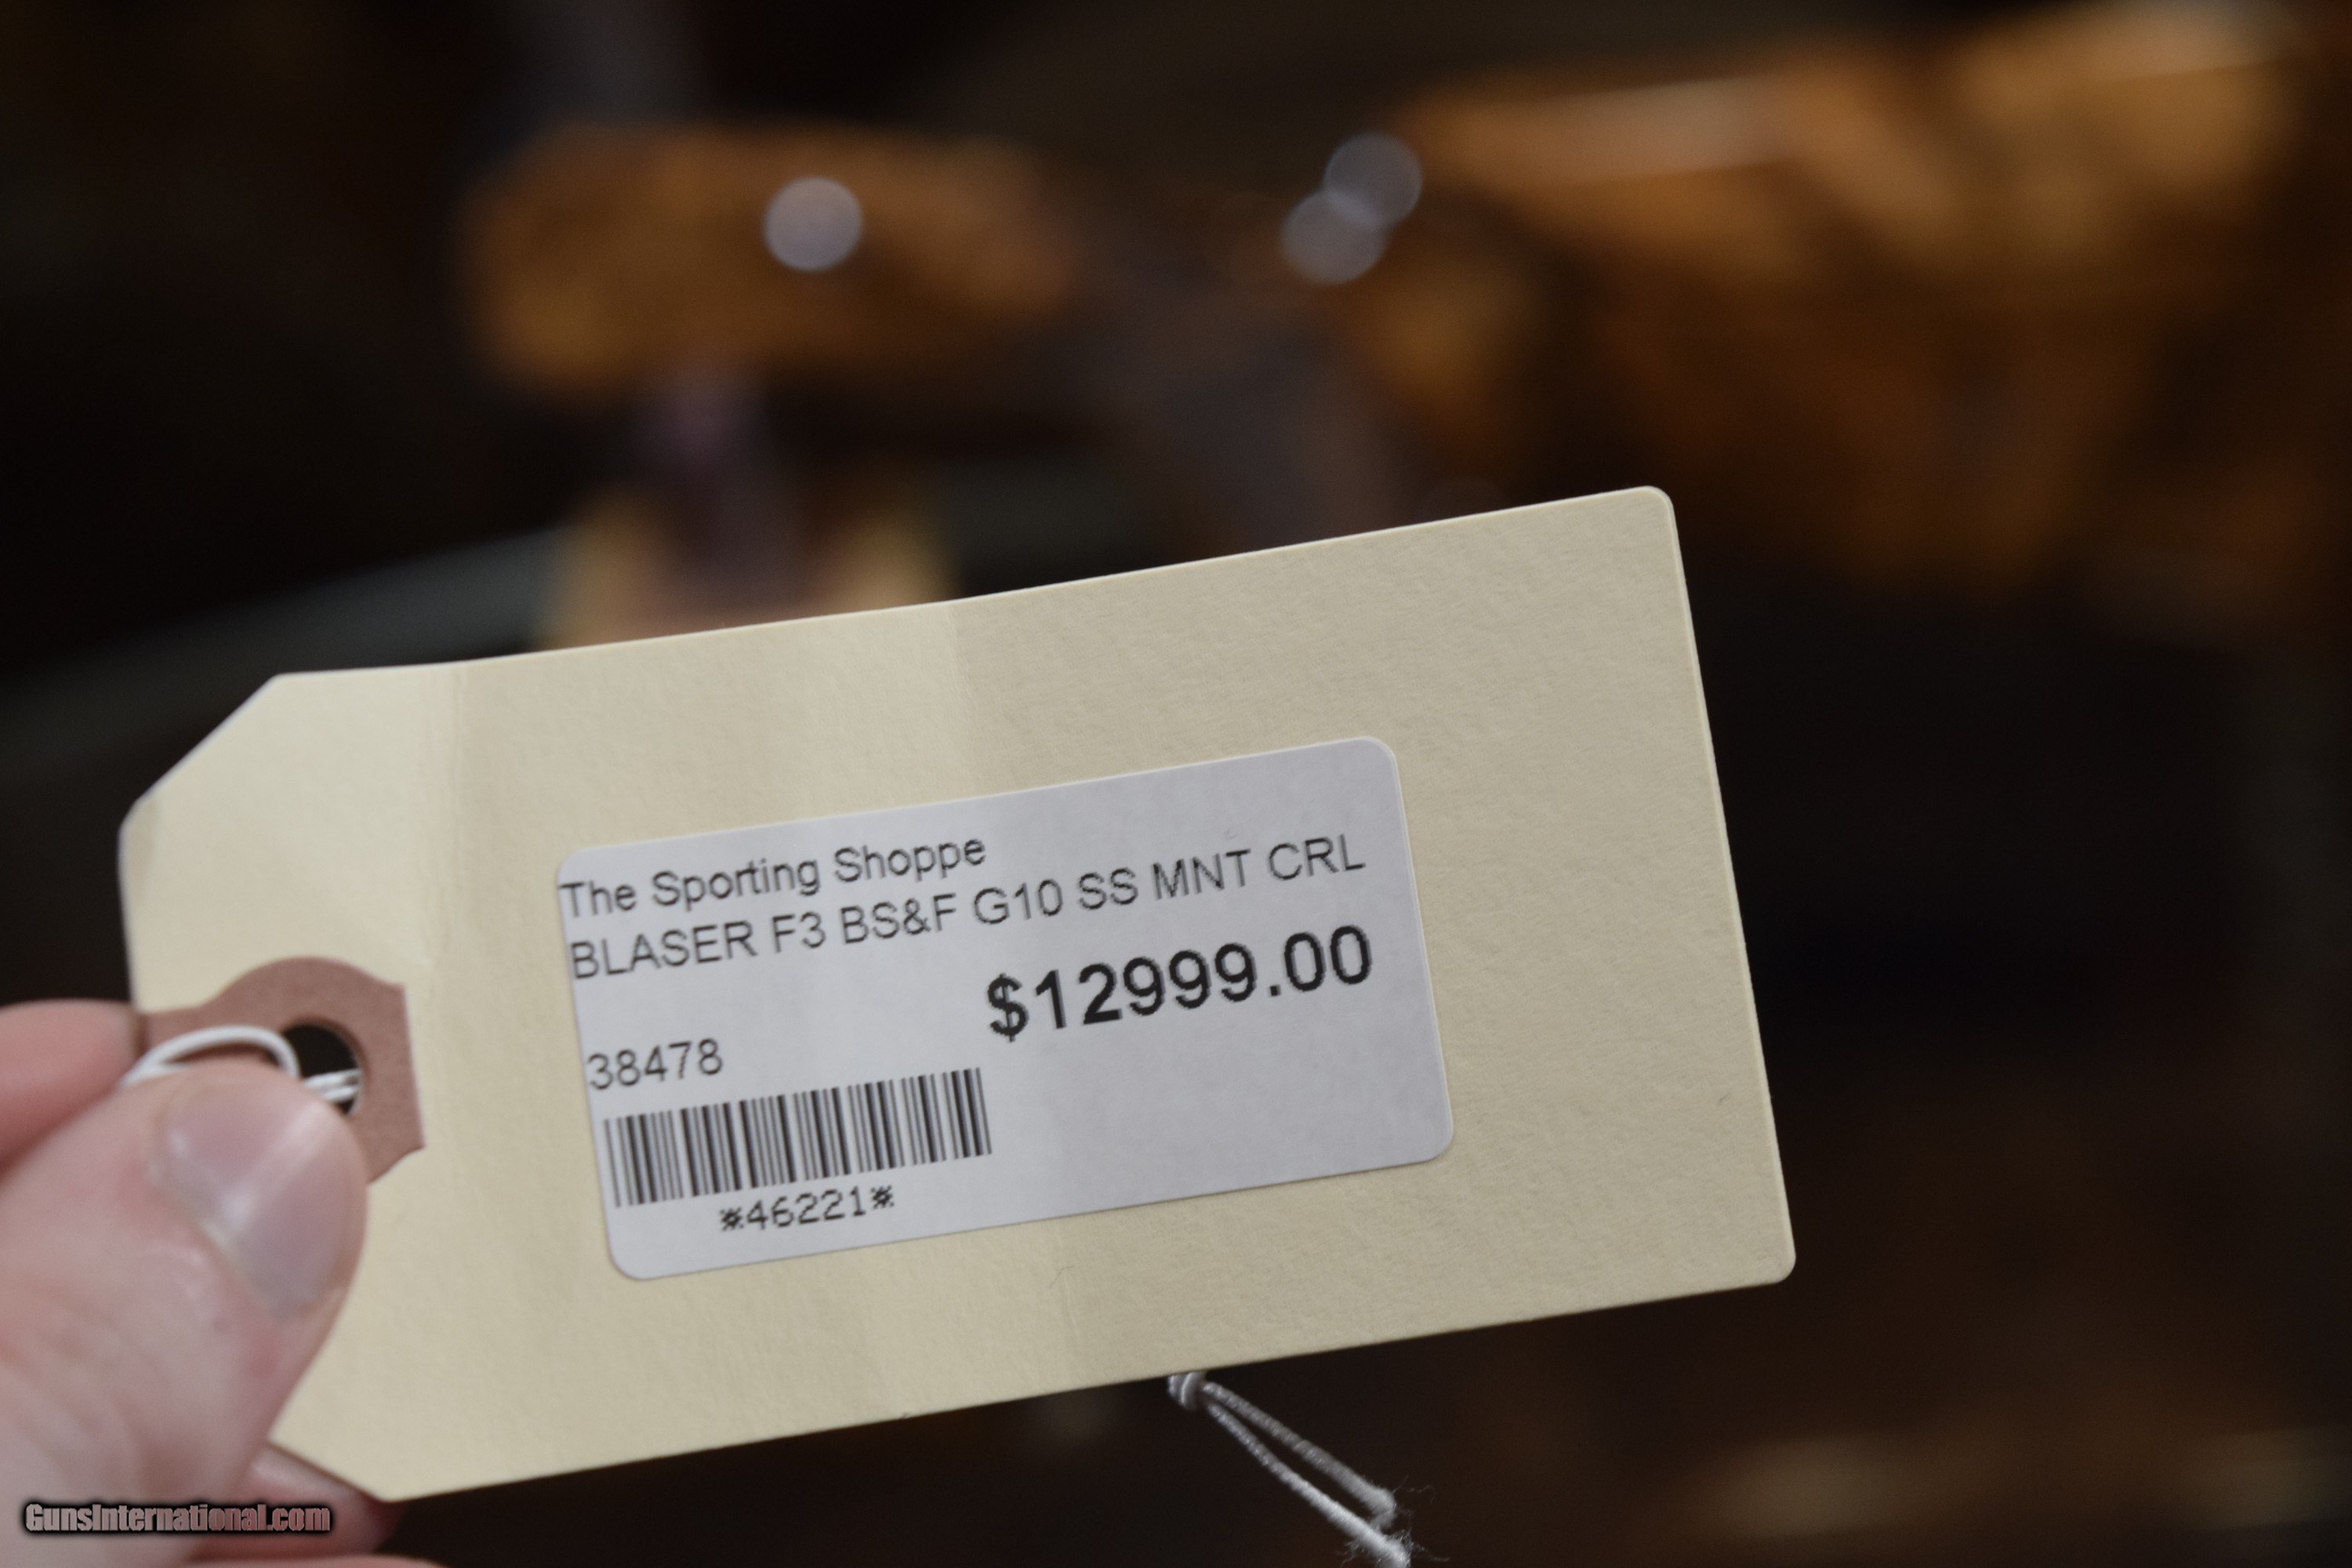 The Sporting Shoppe
BLASER F3 BS&F G10 SS MNT CRL
$12999.00
38478
*46221*
GunsInternational.com